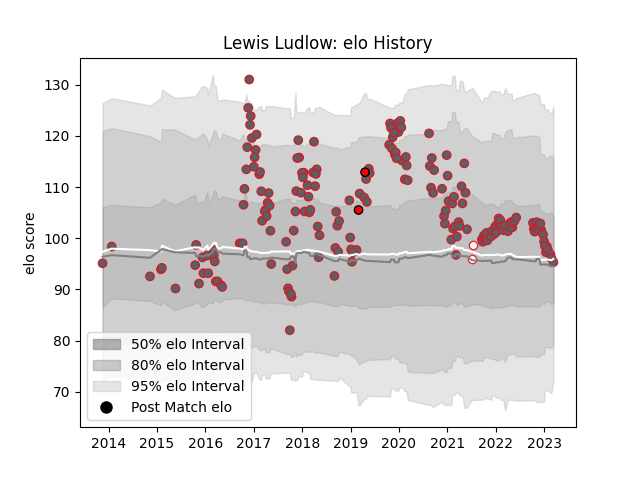 Lewis Ludlow: elo History
elo score
130
120
110
100
90
80
70
50% elo Interval
80% elo Interval
95% elo Interval
Post Match elo
2014 2015 2016 2017 2018 2019 2020 2021 2022 2023